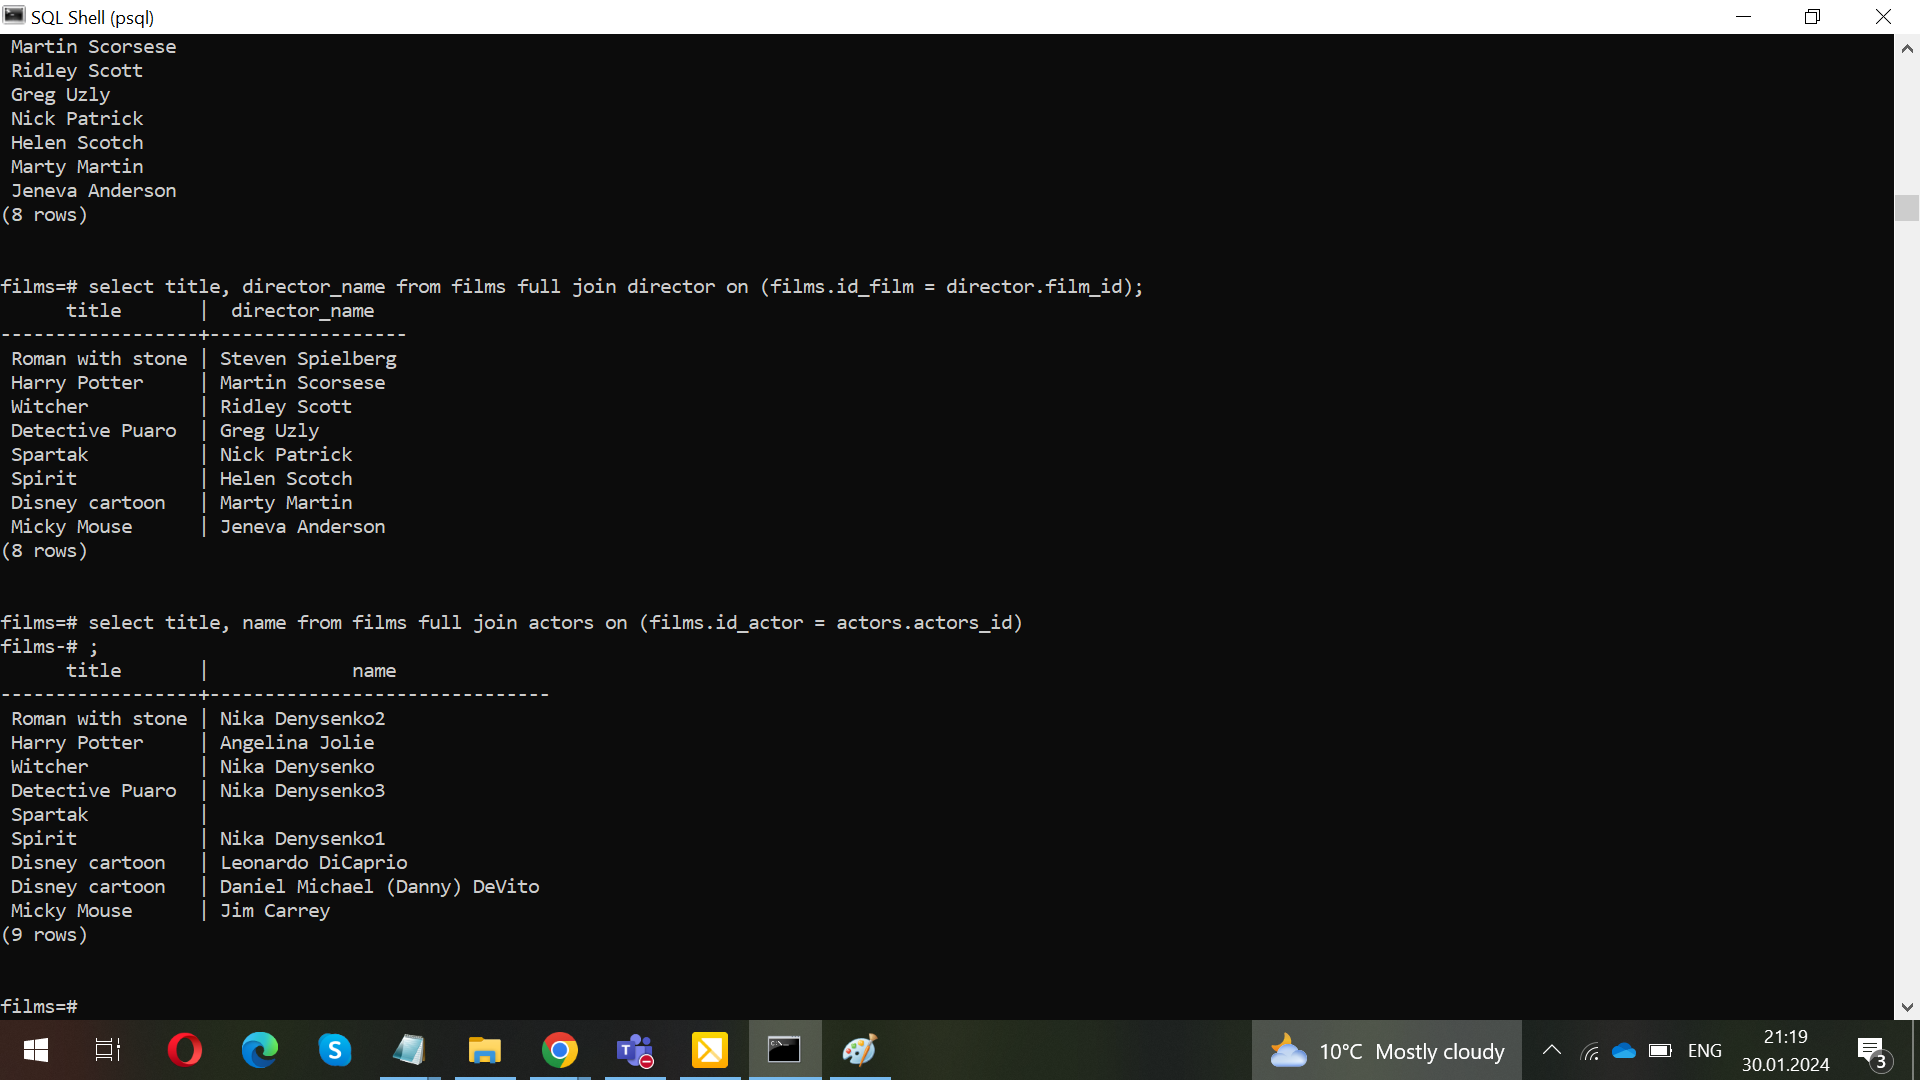 SQL Shell (psql)
Martin Scorsese
Ridley Scott
Greg Uzly
Nick Patrick
Helen Scotch
Marty Martin
Jeneva Anderson
(8 rows)
films=# select title, director_name from films full join director on (films.id_film = director.film_id);
title | director_name
------------------+------------------
Roman with stone | Steven Spielberg
Harry Potter | Martin Scorsese
Witcher | Ridley Scott
Detective Puaro | Greg Uzly
Spartak | Nick Patrick
Spirit | Helen Scotch
Disney cartoon | Marty Martin
Micky Mouse | Jeneva Anderson
(8 rows)
films=# select title, name from films full join actors on (films.id_actor = actors.actors_id)
films-# ;
title | name
------------------+-------------------------------
Roman with stone | Nika Denysenko2
Harry Potter | Angelina Jolie
Witcher | Nika Denysenko
Detective Puaro | Nika Denysenko3
Spartak |
Spirit | Nika Denysenko1
Disney cartoon | Leonardo DiCaprio
Disney cartoon | Daniel Michael (Danny) DeVito
Micky Mouse | Jim Carrey
(9 rows)
films=#
10°C Mostly cloudy
ENG
21:19
30.01.2024
3